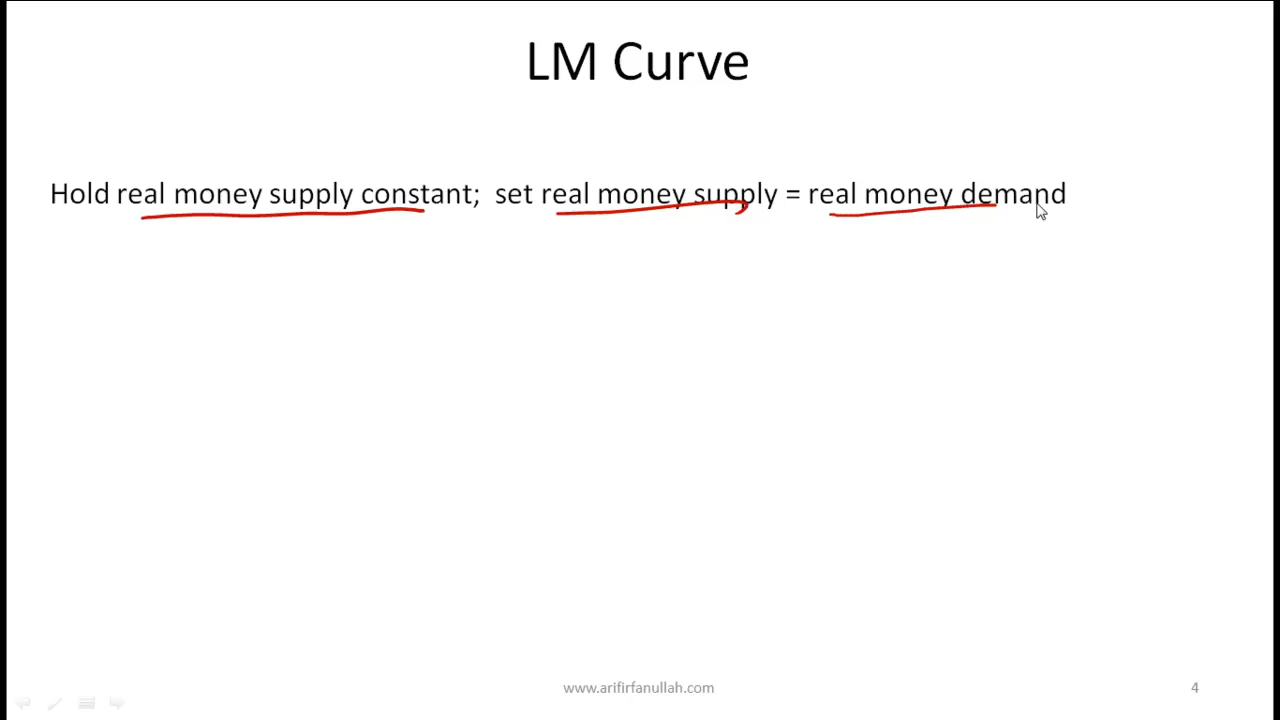 LM Curve
Hold real money supply constant;  set real money supply = real money demand
www.arifirfanullah.com
4